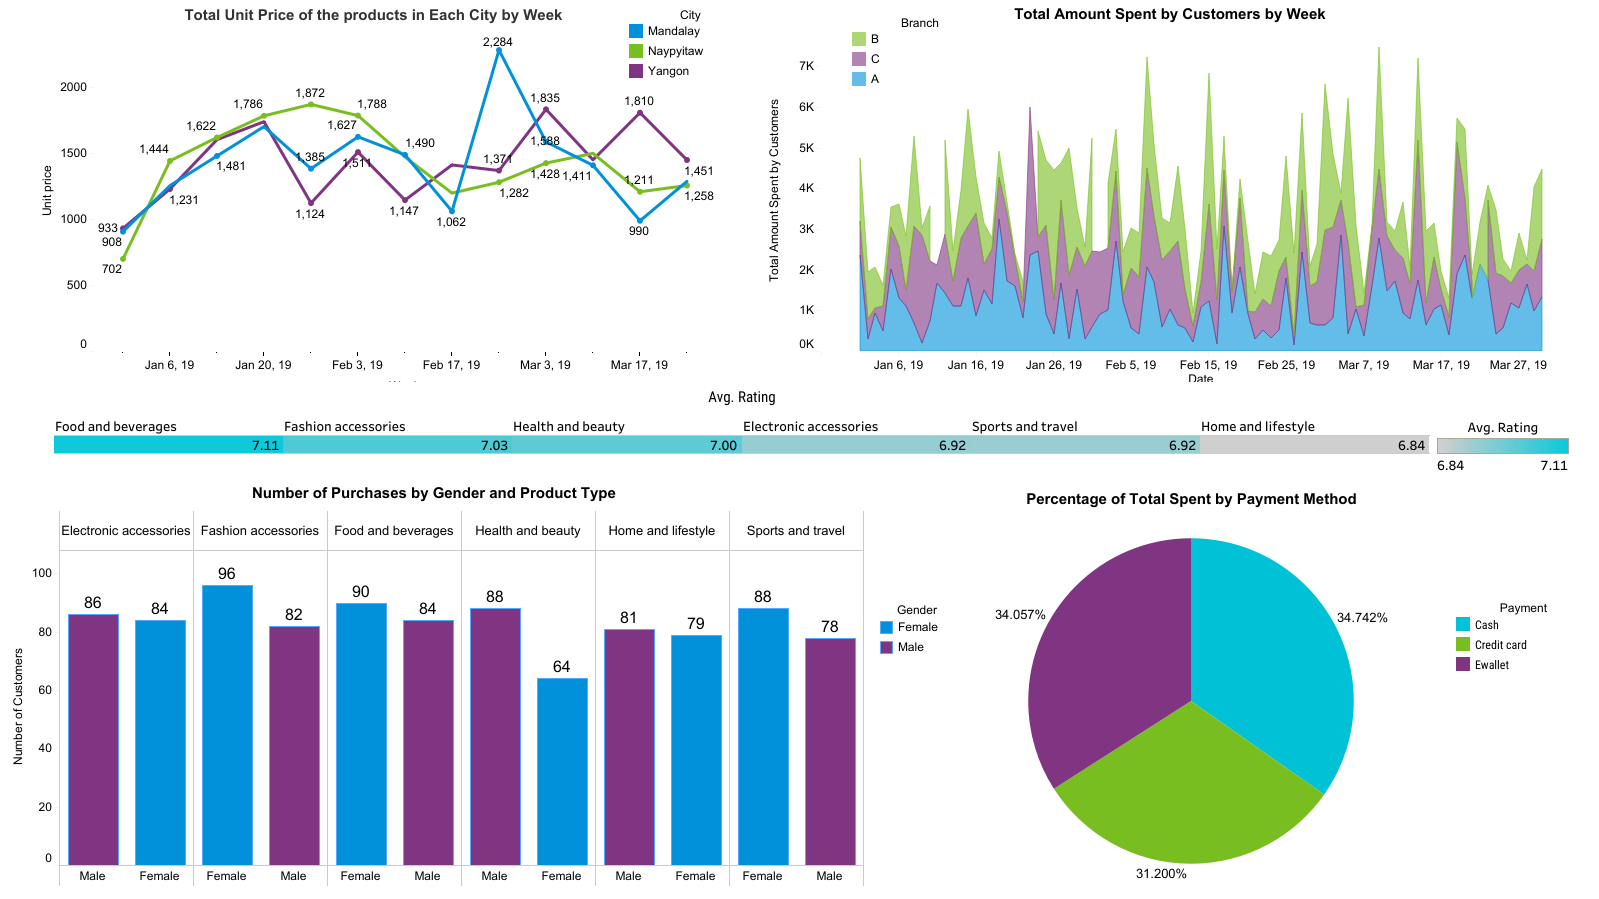 Total Unit Price of the products in Each City by Week
City
Mandalay
Naypyitaw
Yangon
Unit price
2000
1500
1000
500
0
933
908
702
1,444
1,231
1,622
1,481
1,786
1,872
1,385
1,124
1,788
1,627
1,511
1,490
1,147
1,062
2,284
1,371
1,282
1,835
1,588
1,428
1,411
1,810
1,211
990
1,451
1,258
Jan 6, 19
Jan 20, 19
Feb 3, 19
Feb 17, 19
Mar 3, 19
Mar 17, 19
Total Amount Spent by Customers by Week
Branch
B
C
A
Total Amount Spent by Customers
7K
6K
5K
4K
3K
2K
1K
0K
Jan 6, 19
Jan 16, 19
Jan 26, 19
Feb 5, 19
Feb 15, 19
Feb 25, 19
Mar 7, 19
Mar 17, 19
Mar 27, 19
Date
Avg. Rating
Food and beverages
Fashion accessories
Health and beauty
Electronic accessories
Sports and travel
Home and lifestyle
7.11
7.03
7.00
6.92
6.92
6.84
Avg. Rating
6.84
7.11
Number of Purchases by Gender and Product Type
Electronic accessories
Fashion accessories
Food and beverages
Health and beauty
Home and lifestyle
Sports and travel
Number of Customers
100
80
60
40
20
0
86
84
96
82
90
84
88
64
81
79
88
78
Male
Female
Female
Male
Female
Male
Male
Female
Male
Female
Female
Male
Gender
Female
Male
Percentage of Total Spent by Payment Method
34.057%
34.742%
31.200%
Payment
Cash
Credit card
Ewallet